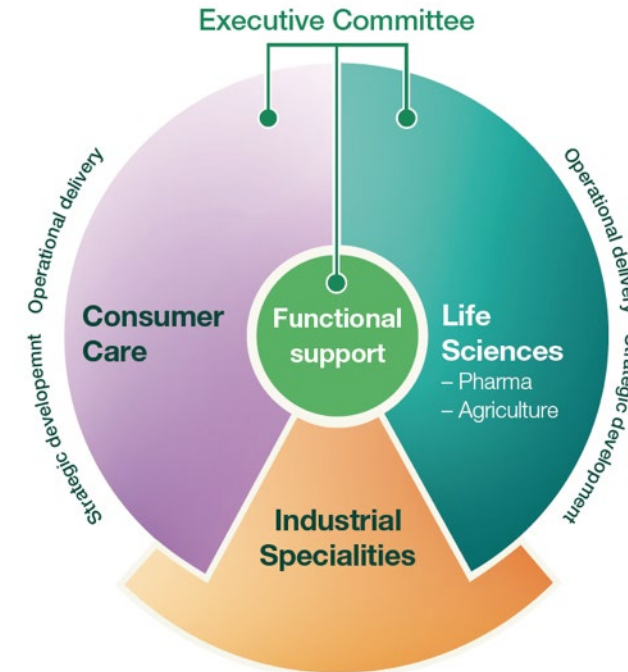 Executive Committee
Operational delivery
Strategic developemnt
Consumer
Care
Functional
support
Life
Sciences
– Pharma
– Agriculture
Operational delivery
Strategic development
Industrial
Specialities